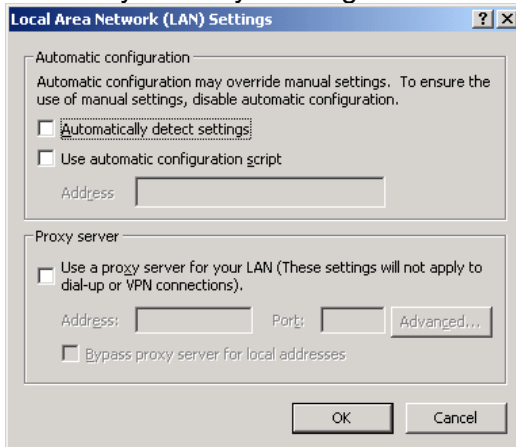 Local Area Network (LAN) Settings
Automatic configuration
Automatic configuration may override manual settings. To ensure the
use of manual settings, disable automatic configuration.
Automatically detect settings
Use automatic configuration script
Address
Proxy server
Use a proxy server for your LAN (These settings will not apply to
dial-up or VPN connections).
Address: Port: Advanced...
Bypass proxy server for local addresses
OK Cancel